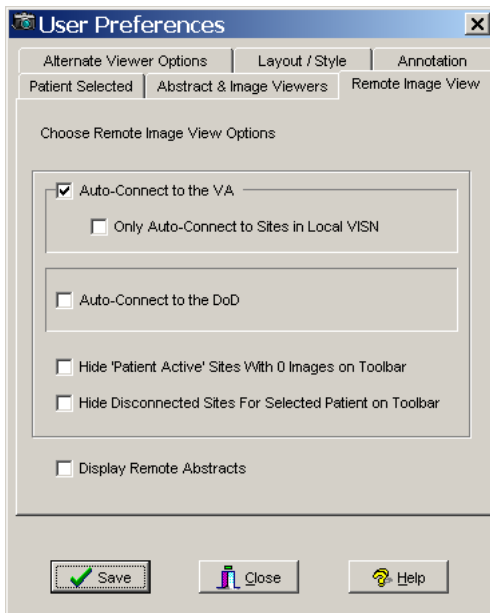 User Preferences
Alternate Viewer Options
Layout / Style
Annotation
Patient Selected
Abstract & Image Viewers
Remote Image View
Choose Remote Image View Options
Auto-Connect to the VA
Only Auto-Connect to Sites in Local VISN
Auto-Connect to the DoD
Hide 'Patient Active' Sites With 0 Images on Toolbar
Hide Disconnected Sites For Selected Patient on Toolbar
Display Remote Abstracts
Save
Close
Help